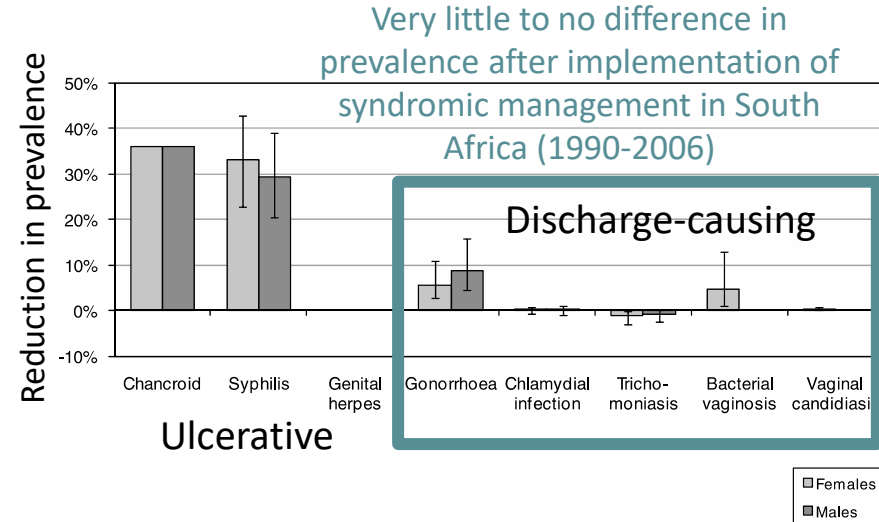 Very little to no difference in
prevalence after implementation of
syndromic management in South
Africa (1990-2006)
Reduction in prevalence
50%
40%
30%
20%
10%
0%
-10%
Discharge-causing
Chancroid Syphilis Genital herpes Gonorrhoea Chlamydial infection Tricho-moniasis Bacterial vaginosis Vaginal candidiasi
Ulcerative
Females
Males